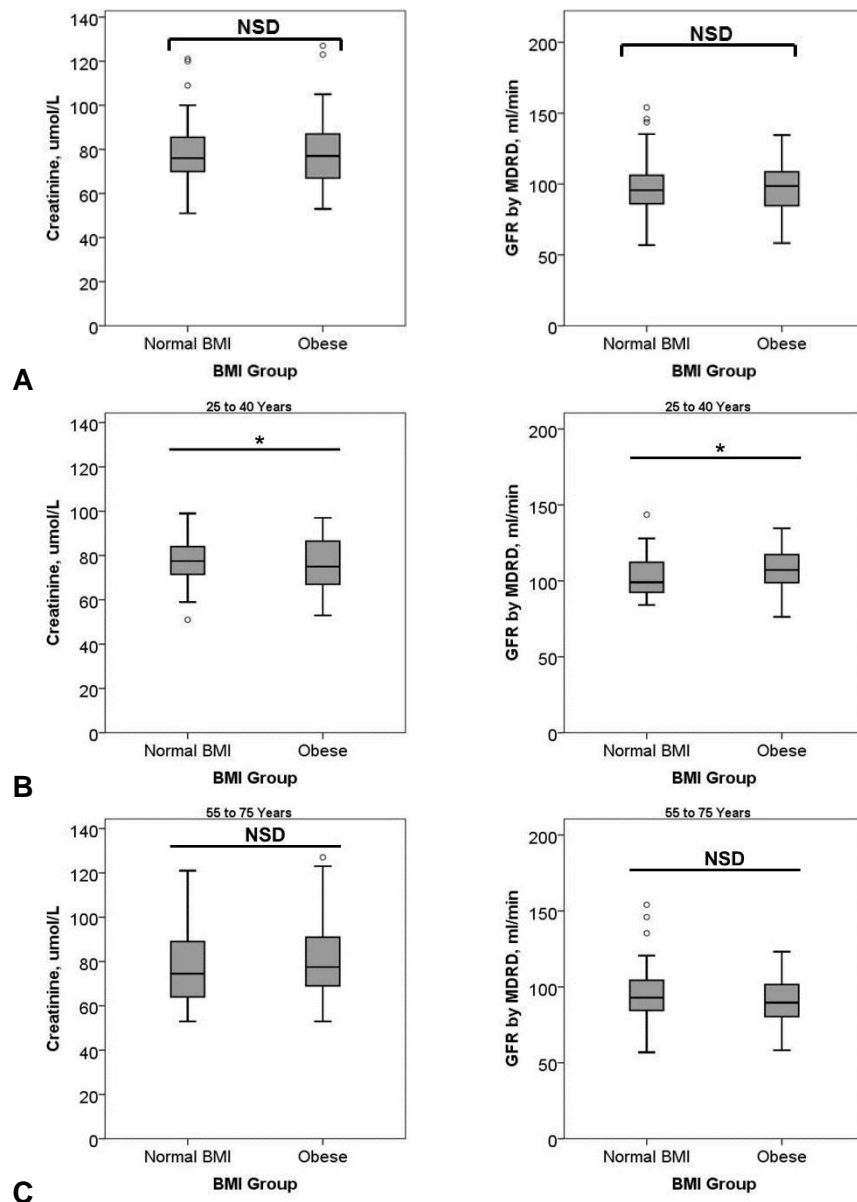 NSD
140
120
100
80
60
40
20
0
Creatinine, umol/L
Normal BMI
Obese
BMI Group
NSD
200
150
100
50
0
GFR by MDRD, ml/min
Normal BMI
Obese
BMI Group
A
25 to 40 Years
*
140
120
100
80
60
40
20
0
Creatinine, umol/L
Normal BMI
Obese
BMI Group
25 to 40 Years
*
200
150
100
50
0
GFR by MDRD, ml/min
Normal BMI
Obese
BMI Group
B
55 to 75 Years
NSD
140
120
100
80
60
40
20
0
Creatinine, umol/L
Normal BMI
Obese
BMI Group
55 to 75 Years
NSD
200
150
100
50
0
GFR by MDRD, ml/min
Normal BMI
Obese
BMI Group
C